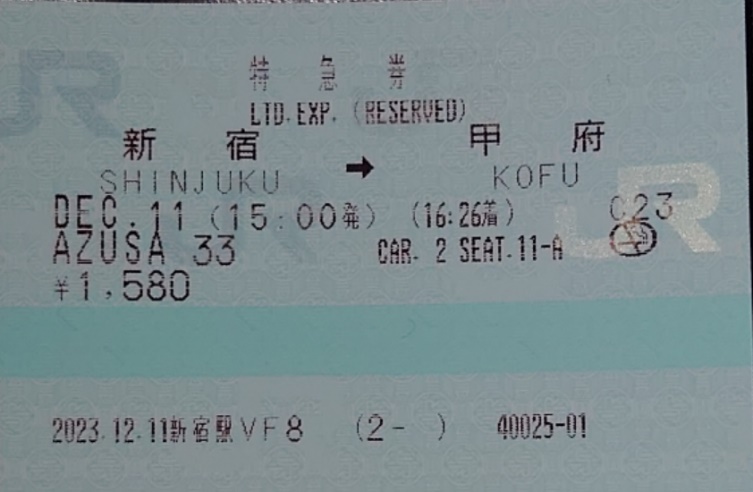 特 急 券
LTD.EXP. (RESERVED)
新 宿 ➡ 甲 府
SHINJUKU KOFU
DEC.11 (15:00発) (16:26着) C23
AZUSA 33 CAR. 2 SEAT.11-A
¥1,580
2023.12.11新宿駅VF8 (2- ) 40025-01
JR